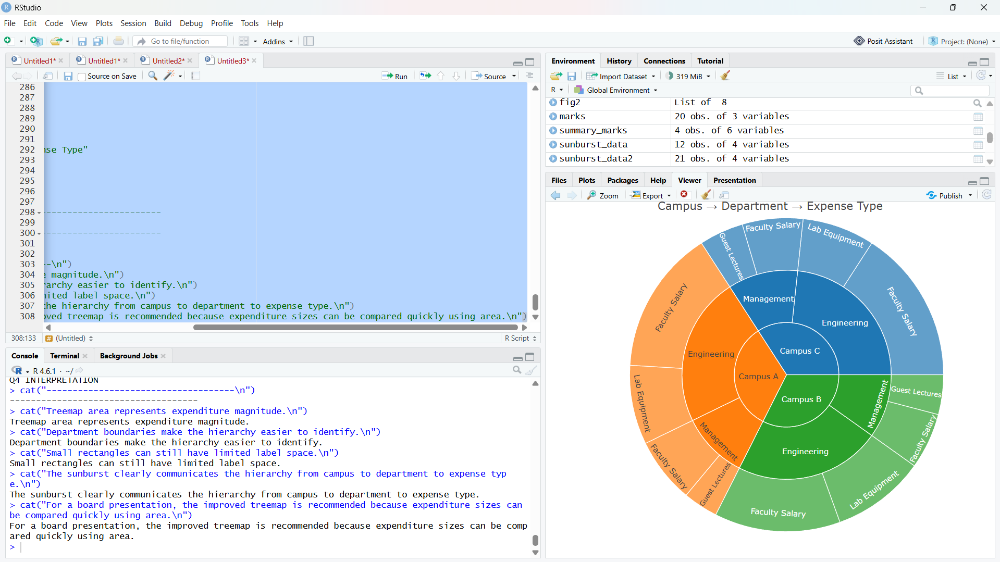 RStudio
File Edit Code View Plots Session Build Debug Profile Tools Help
Go to file/function Addins Posit Assistant Project: (None)
Untitled1* Untitled1* Untitled2* Untitled3*
Source on Save Run Source
286
287
288
289
290
291
292 nse Type"
293
294
295
296
297
298 ----------------------------
299
300 ----------------------------
301
302
303 --\n")
304 e magnitude.\n")
305 rarchy easier to identify.\n")
306 mited label space.\n")
307 the hierarchy from campus to department to expense type.\n")
308 oved treemap is recommended because expenditure sizes can be compared quickly using area.\n")
308:133 (Untitled) R Script
Console Terminal Background Jobs
R 4.6.1 · ~/
Q4 INTERPRETATION
> cat("------------------------------------\n")
------------------------------------
> cat("Treemap area represents expenditure magnitude.\n")
Treemap area represents expenditure magnitude.
> cat("Department boundaries make the hierarchy easier to identify.\n")
Department boundaries make the hierarchy easier to identify.
> cat("Small rectangles can still have limited label space.\n")
Small rectangles can still have limited label space.
> cat("The sunburst clearly communicates the hierarchy from campus to department to expense typ
e.\n")
The sunburst clearly communicates the hierarchy from campus to department to expense type.
> cat("For a board presentation, the improved treemap is recommended because expenditure sizes can
be compared quickly using area.\n")
For a board presentation, the improved treemap is recommended because expenditure sizes can be comp
ared quickly using area.
>
Environment History Connections Tutorial
Import Dataset 319 MiB List
R Global Environment
fig2 List of 8
marks 20 obs. of 3 variables
summary_marks 4 obs. of 6 variables
sunburst_data 12 obs. of 4 variables
sunburst_data2 21 obs. of 4 variables
Files Plots Packages Help Viewer Presentation
Zoom Export Publish
Campus → Department → Expense Type
Guest Lectures
Faculty Salary
Lab Equipment
Faculty Salary
Management
Engineering
Campus C
Faculty Salary
Engineering
Campus A
Lab Equipment
Management
Faculty Salary
Guest Lectures
Campus B
Management
Guest Lectures
Faculty Salary
Engineering
Lab Equipment
Faculty Salary